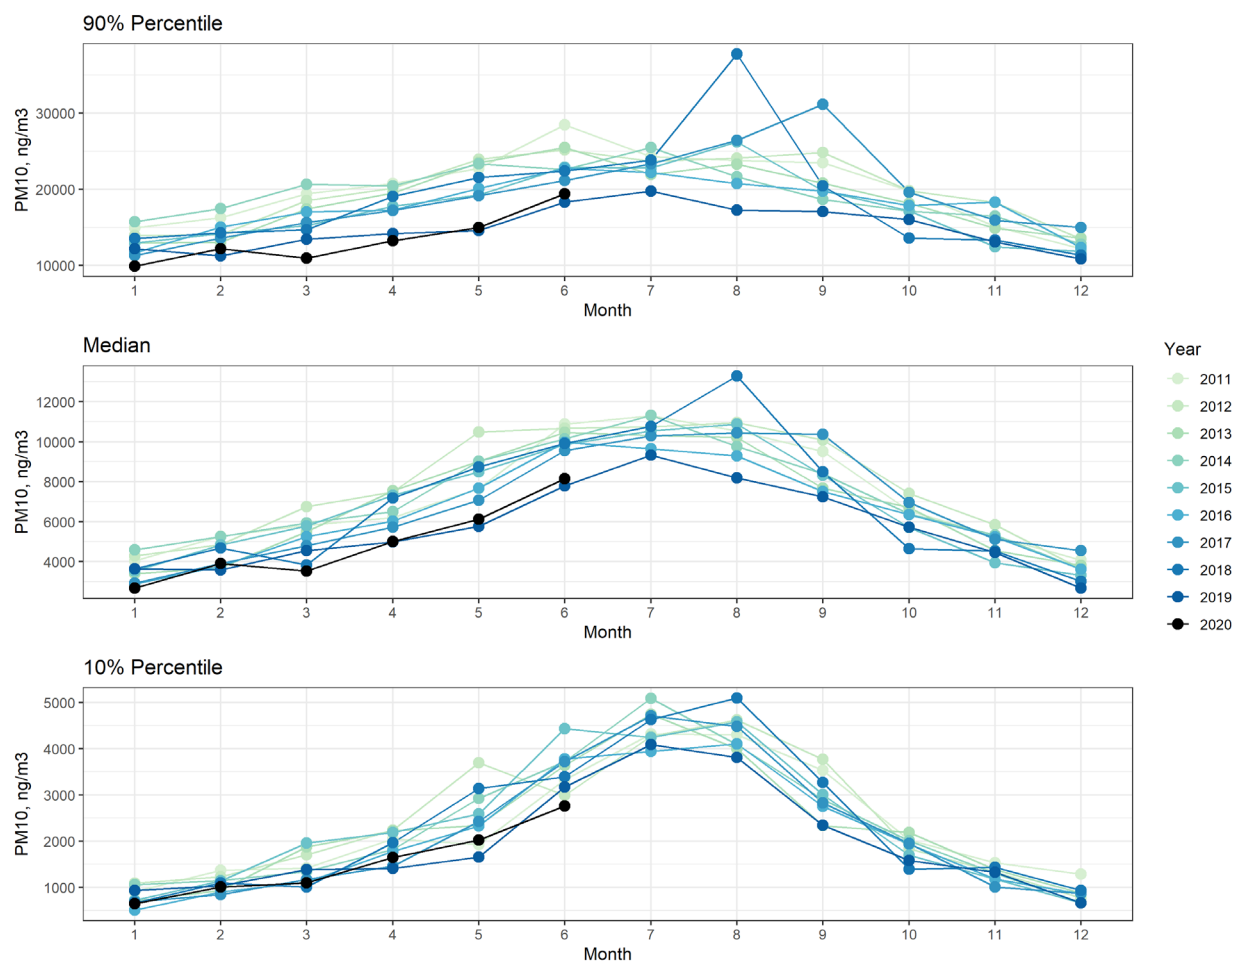 90% Percentile
PM10, ng/m3
30000
20000
10000
1 2 3 4 5 6 7 8 9 10 11 12
Month
Median
PM10, ng/m3
12000
10000
8000
6000
4000
1 2 3 4 5 6 7 8 9 10 11 12
Month
Year
2011
2012
2013
2014
2015
2016
2017
2018
2019
2020
10% Percentile
PM10, ng/m3
5000
4000
3000
2000
1000
1 2 3 4 5 6 7 8 9 10 11 12
Month